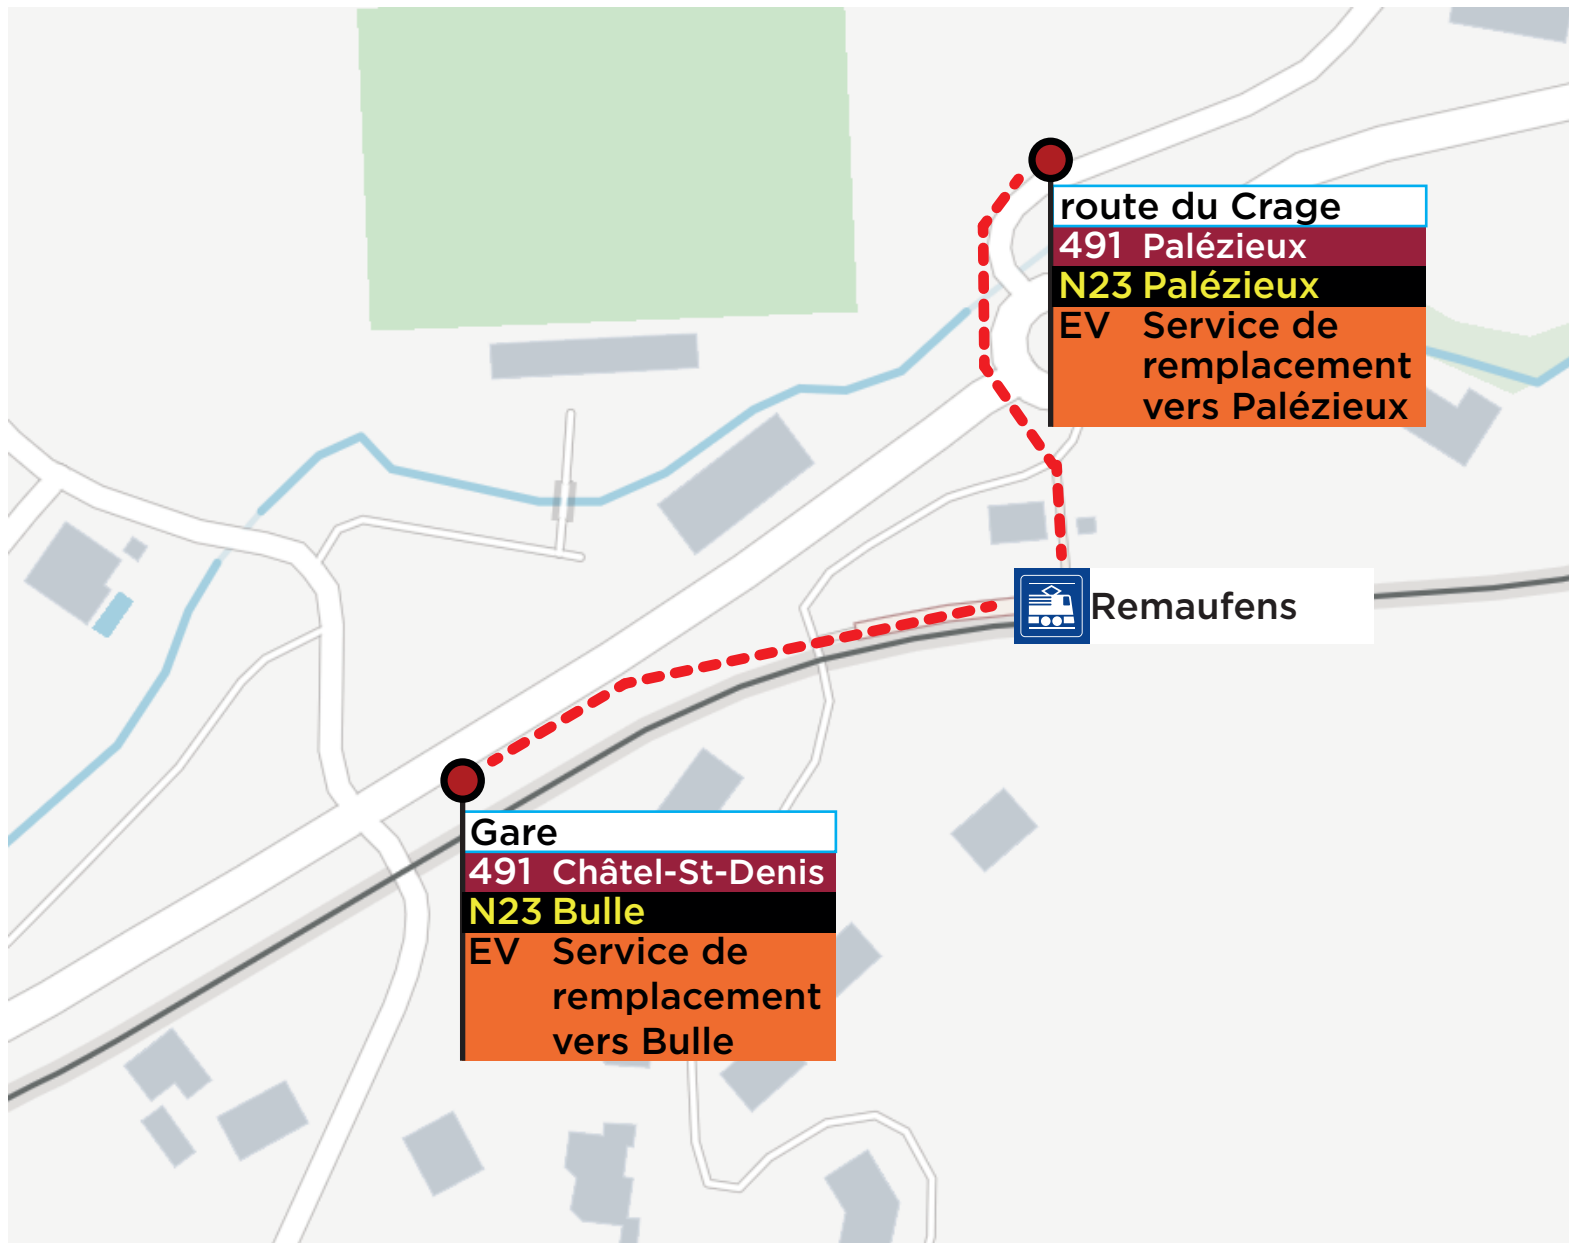 route du Crage
491 Palézieux
N23 Palézieux
EV Service de
remplacement
vers Palézieux
Remaufens
Gare
491 Châtel-St-Denis
N23 Bulle
EV Service de
remplacement
vers Bulle